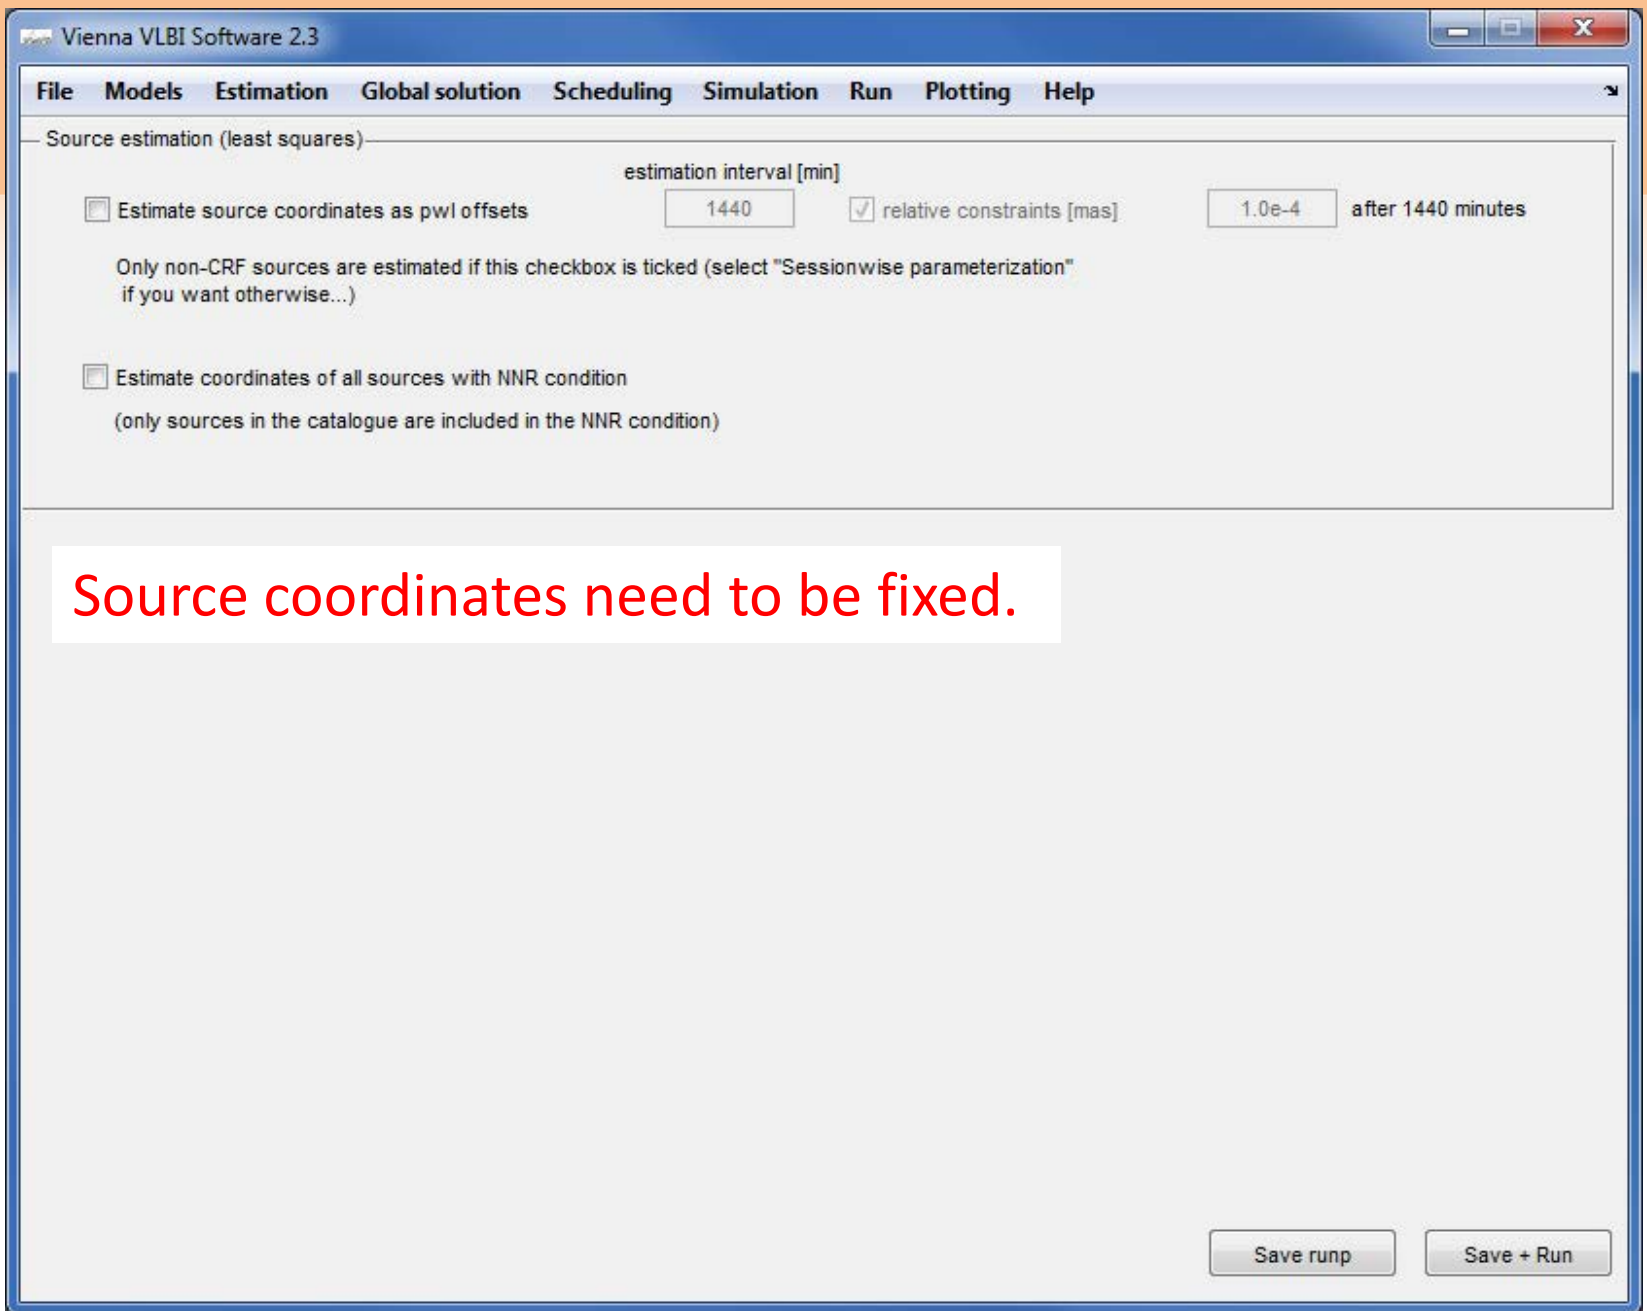 Vienna VLBI Software 2.3
File Models Estimation Global solution Scheduling Simulation Run Plotting Help
Source estimation (least squares)
estimation interval [min]
Estimate source coordinates as pwl offsets 1440 relative constraints [mas] 1.0e-4 after 1440 minutes
Only non-CRF sources are estimated if this checkbox is ticked (select "Sessionwise parameterization"
if you want otherwise...)
Estimate coordinates of all sources with NNR condition
(only sources in the catalogue are included in the NNR condition)
Source coordinates need to be fixed.
Save runp Save + Run